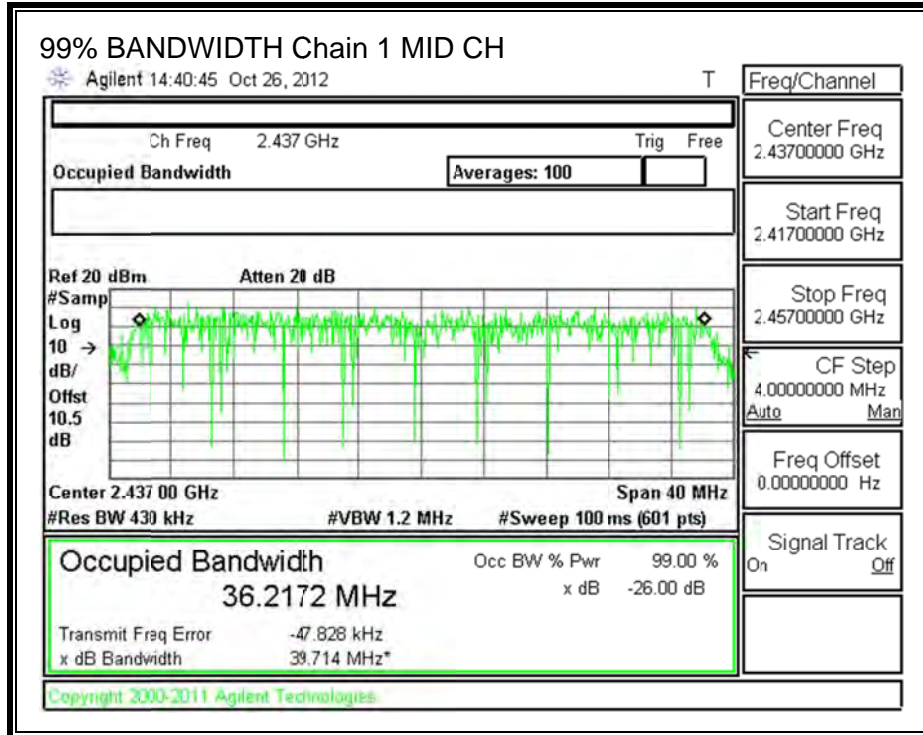 99% BANDWIDTH Chain 1 MID CH
Agilent 14:40:45 Oct 26, 2012 T
Freq/Channel
Ch Freq 2.437 GHz Trig Free
Occupied Bandwidth Averages: 100
Ref 20 dBm Atten 20 dB
#Samp
Log
10
dB/
Offst
10.5
dB
Center 2.437 00 GHz Span 40 MHz
#Res BW 430 kHz #VBW 1.2 MHz #Sweep 100 ms (601 pts)
Occupied Bandwidth
36.2172 MHz
Occ BW % Pwr 99.00 %
x dB -26.00 dB
Transmit Freq Error -47.828 kHz
x dB Bandwidth 39.714 MHz*
Copyright 2000-2011 Agilent Technologies
Center Freq
2.43700000 GHz
Start Freq
2.41700000 GHz
Stop Freq
2.45700000 GHz
CF Step
4.00000000 MHz
Auto Man
Freq Offset
0.00000000 Hz
Signal Track
On Off